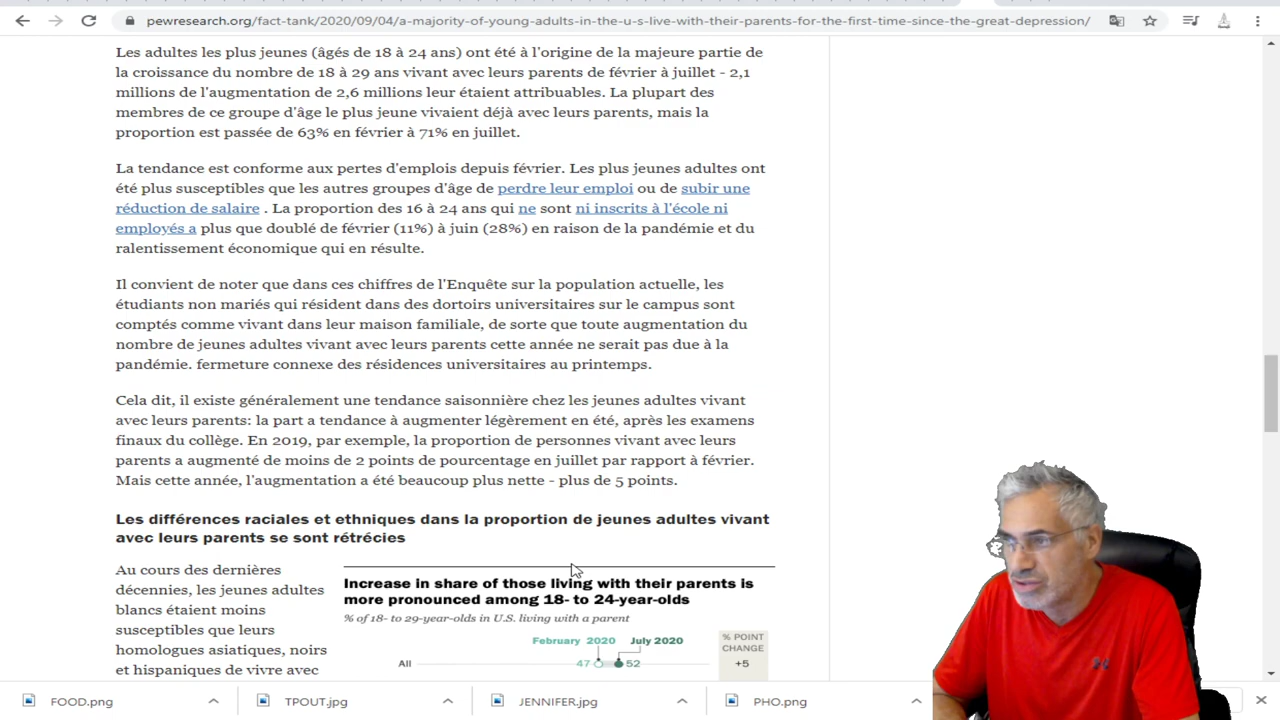 pewresearch.org/fact-tank/2020/09/04/a-majority-of-young-adults-in-the-u-s-live-with-their-parents-for-the-first-time-since-the-great-depression/
Les adultes les plus jeunes (âgés de 18 à 24 ans) ont été à l'origine de la majeure partie de
la croissance du nombre de 18 à 29 ans vivant avec leurs parents de février à juillet - 2,1
millions de l'augmentation de 2,6 millions leur étaient attribuables. La plupart des
membres de ce groupe d'âge le plus jeune vivaient déjà avec leurs parents, mais la
proportion est passée de 63% en février à 71% en juillet.
La tendance est conforme aux pertes d'emplois depuis février. Les plus jeunes adultes ont
été plus susceptibles que les autres groupes d'âge de perdre leur emploi ou de subir une
réduction de salaire . La proportion des 16 à 24 ans qui ne sont ni inscrits à l'école ni
employés a plus que doublé de février (11%) à juin (28%) en raison de la pandémie et du
ralentissement économique qui en résulte.
Il convient de noter que dans ces chiffres de l'Enquête sur la population actuelle, les
étudiants non mariés qui résident dans des dortoirs universitaires sur le campus sont
comptés comme vivant dans leur maison familiale, de sorte que toute augmentation du
nombre de jeunes adultes vivant avec leurs parents cette année ne serait pas due à la
pandémie. fermeture connexe des résidences universitaires au printemps.
Cela dit, il existe généralement une tendance saisonnière chez les jeunes adultes vivant
avec leurs parents: la part a tendance à augmenter légèrement en été, après les examens
finaux du collège. En 2019, par exemple, la proportion de personnes vivant avec leurs
parents a augmenté de moins de 2 points de pourcentage en juillet par rapport à février.
Mais cette année, l'augmentation a été beaucoup plus nette - plus de 5 points.
Les différences raciales et ethniques dans la proportion de jeunes adultes vivant
avec leurs parents se sont rétrécies
Au cours des dernières
décennies, les jeunes adultes
blancs étaient moins
susceptibles que leurs
homologues asiatiques, noirs
et hispaniques de vivre avec
Increase in share of those living with their parents is
more pronounced among 18- to 24-year-olds
% of 18- to 29-year-olds in U.S. living with a parent
February 2020 July 2020
% POINT
CHANGE
All 47 52 +5
FOOD.png
TPOUT.jpg
JENNIFER.jpg
PHO.png